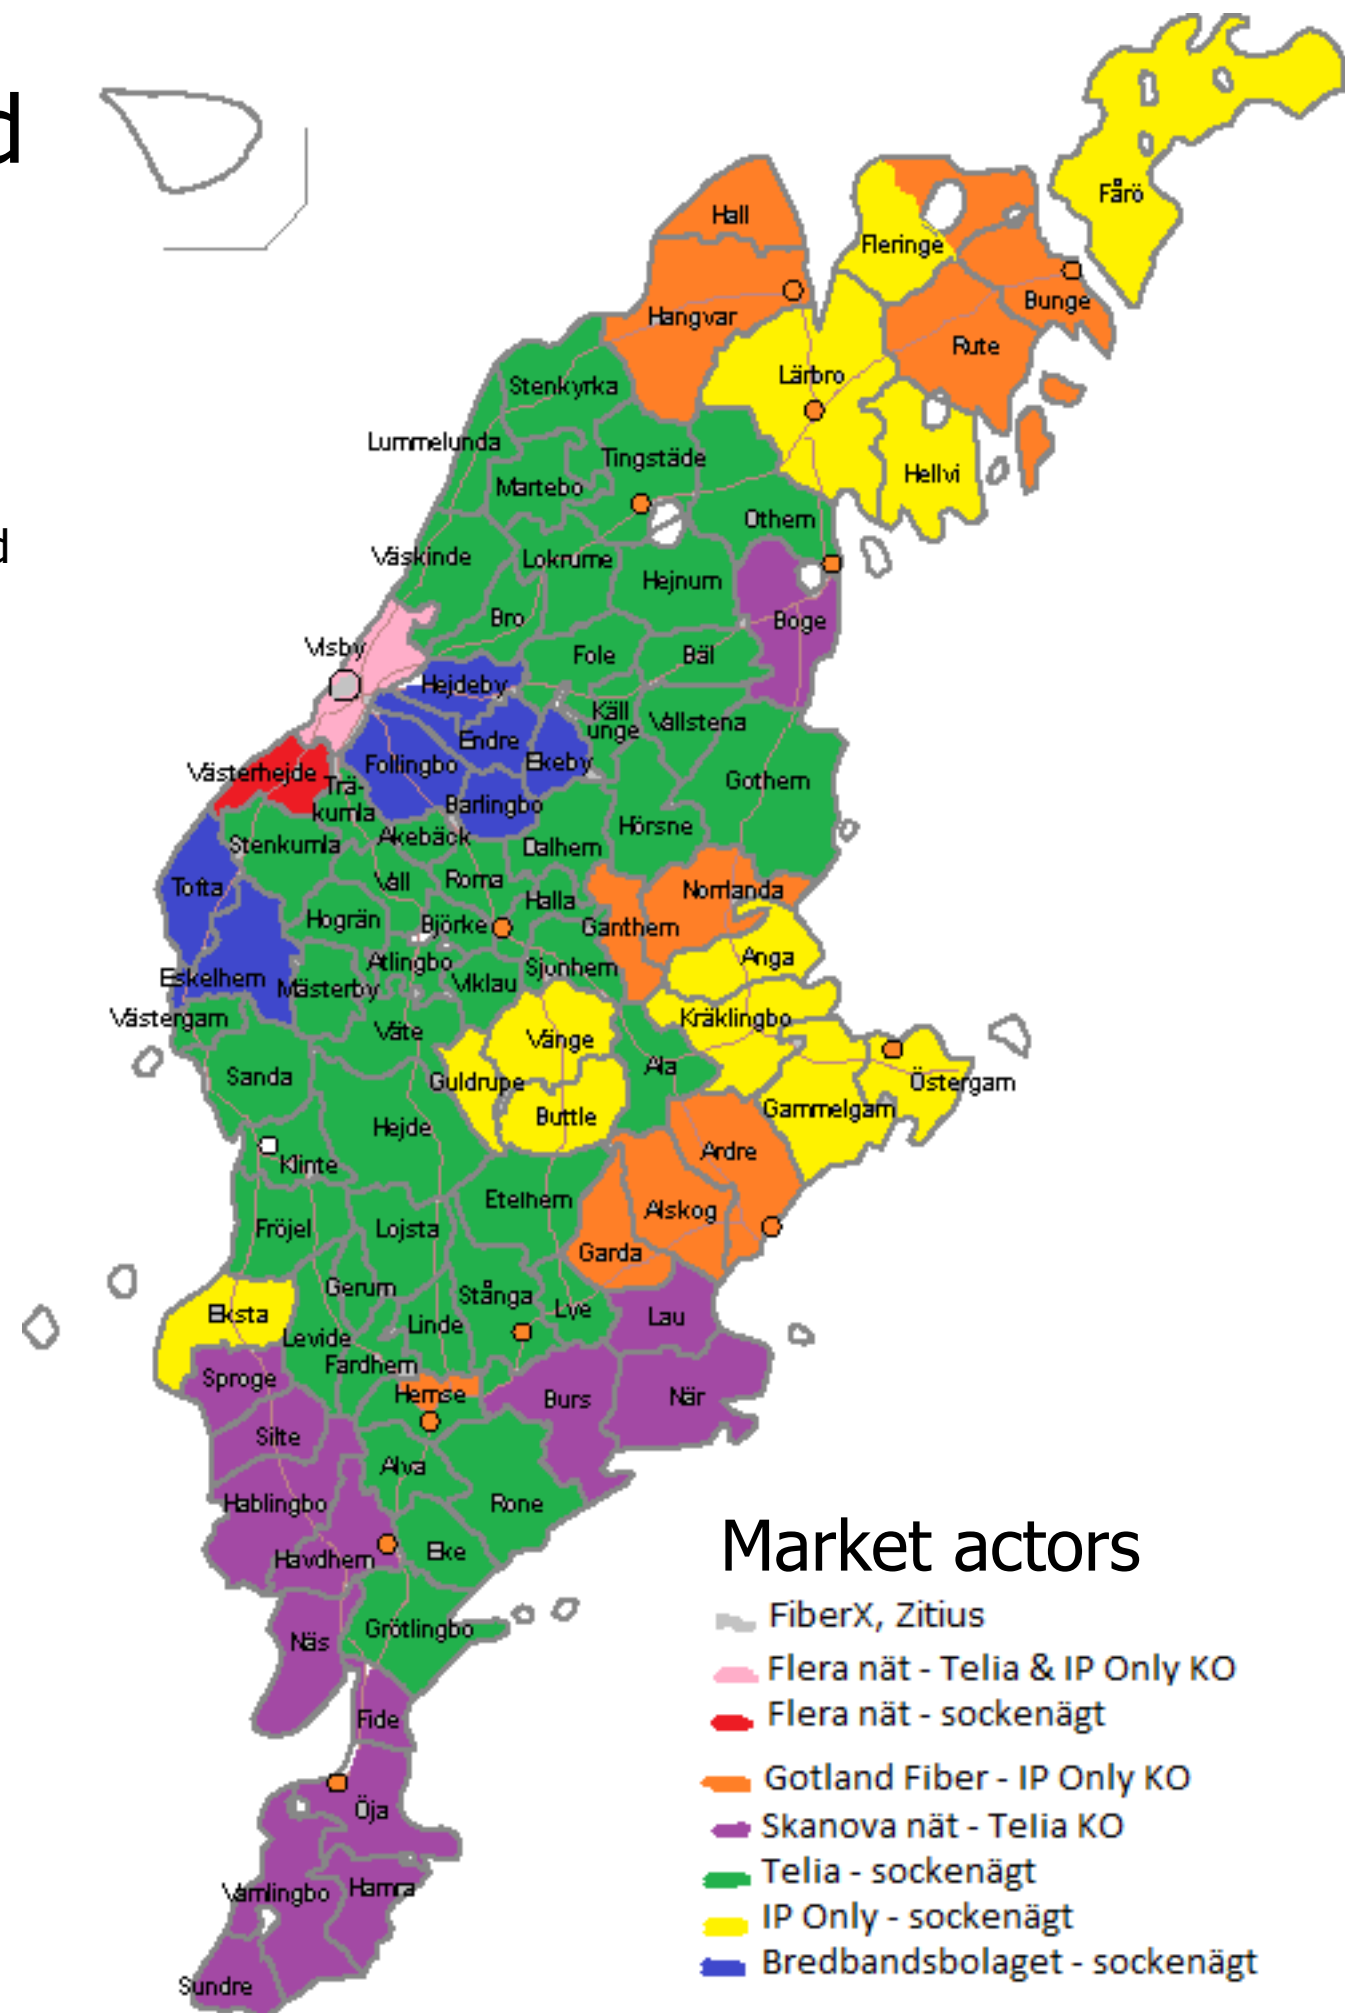 d
d
Fårö
Hall
Fleringe
Bunge
Hangvar
Rute
Lärbro
Stenkyrka
Lummelunda
Tingstäde
Hellvi
Martebo
Othem
Väskinde
Lokrume
Hejnum
Bro
Boge
Visby
Fole
Bäl
Hejdeby
Käll
unge
Vallstena
Endre
Ekeby
Follingbo
Västerhejde
Trä-
kumla
Gothem
Barlingbo
Hörsne
Akebäck
Stenkumla
Dalhem
Tofta
Vall
Roma
Norrlanda
Halla
Hogrän
Björke
Ganthem
Anga
Atlingbo
Sjonhem
Eskelhem
Mästerby
Viklau
Västergarn
Kräklingbo
Väte
Vänge
Ala
Sanda
Guldrupe
Östergarn
Gammelgarn
Buttle
Hejde
Ardre
Klinte
Etelhem
Alskog
Fröjel
Lojsta
Garda
Gerum
Stånga
Lye
Eksta
Lau
Linde
Levide
Fardhem
Sproge
Hemse
Burs
När
Silte
Alva
Hablingbo
Rone
Havdhem
Eke
Grötlingbo
Näs
Fide
Öja
Vamlingbo
Hamra
Sundre
Market actors
FiberX, Zitius
Flera nät - Telia & IP Only KO
Flera nät - sockenägt
Gotland Fiber - IP Only KO
Skanova nät - Telia KO
Telia - sockenägt
IP Only - sockenägt
Bredbandsbolaget - sockenägt